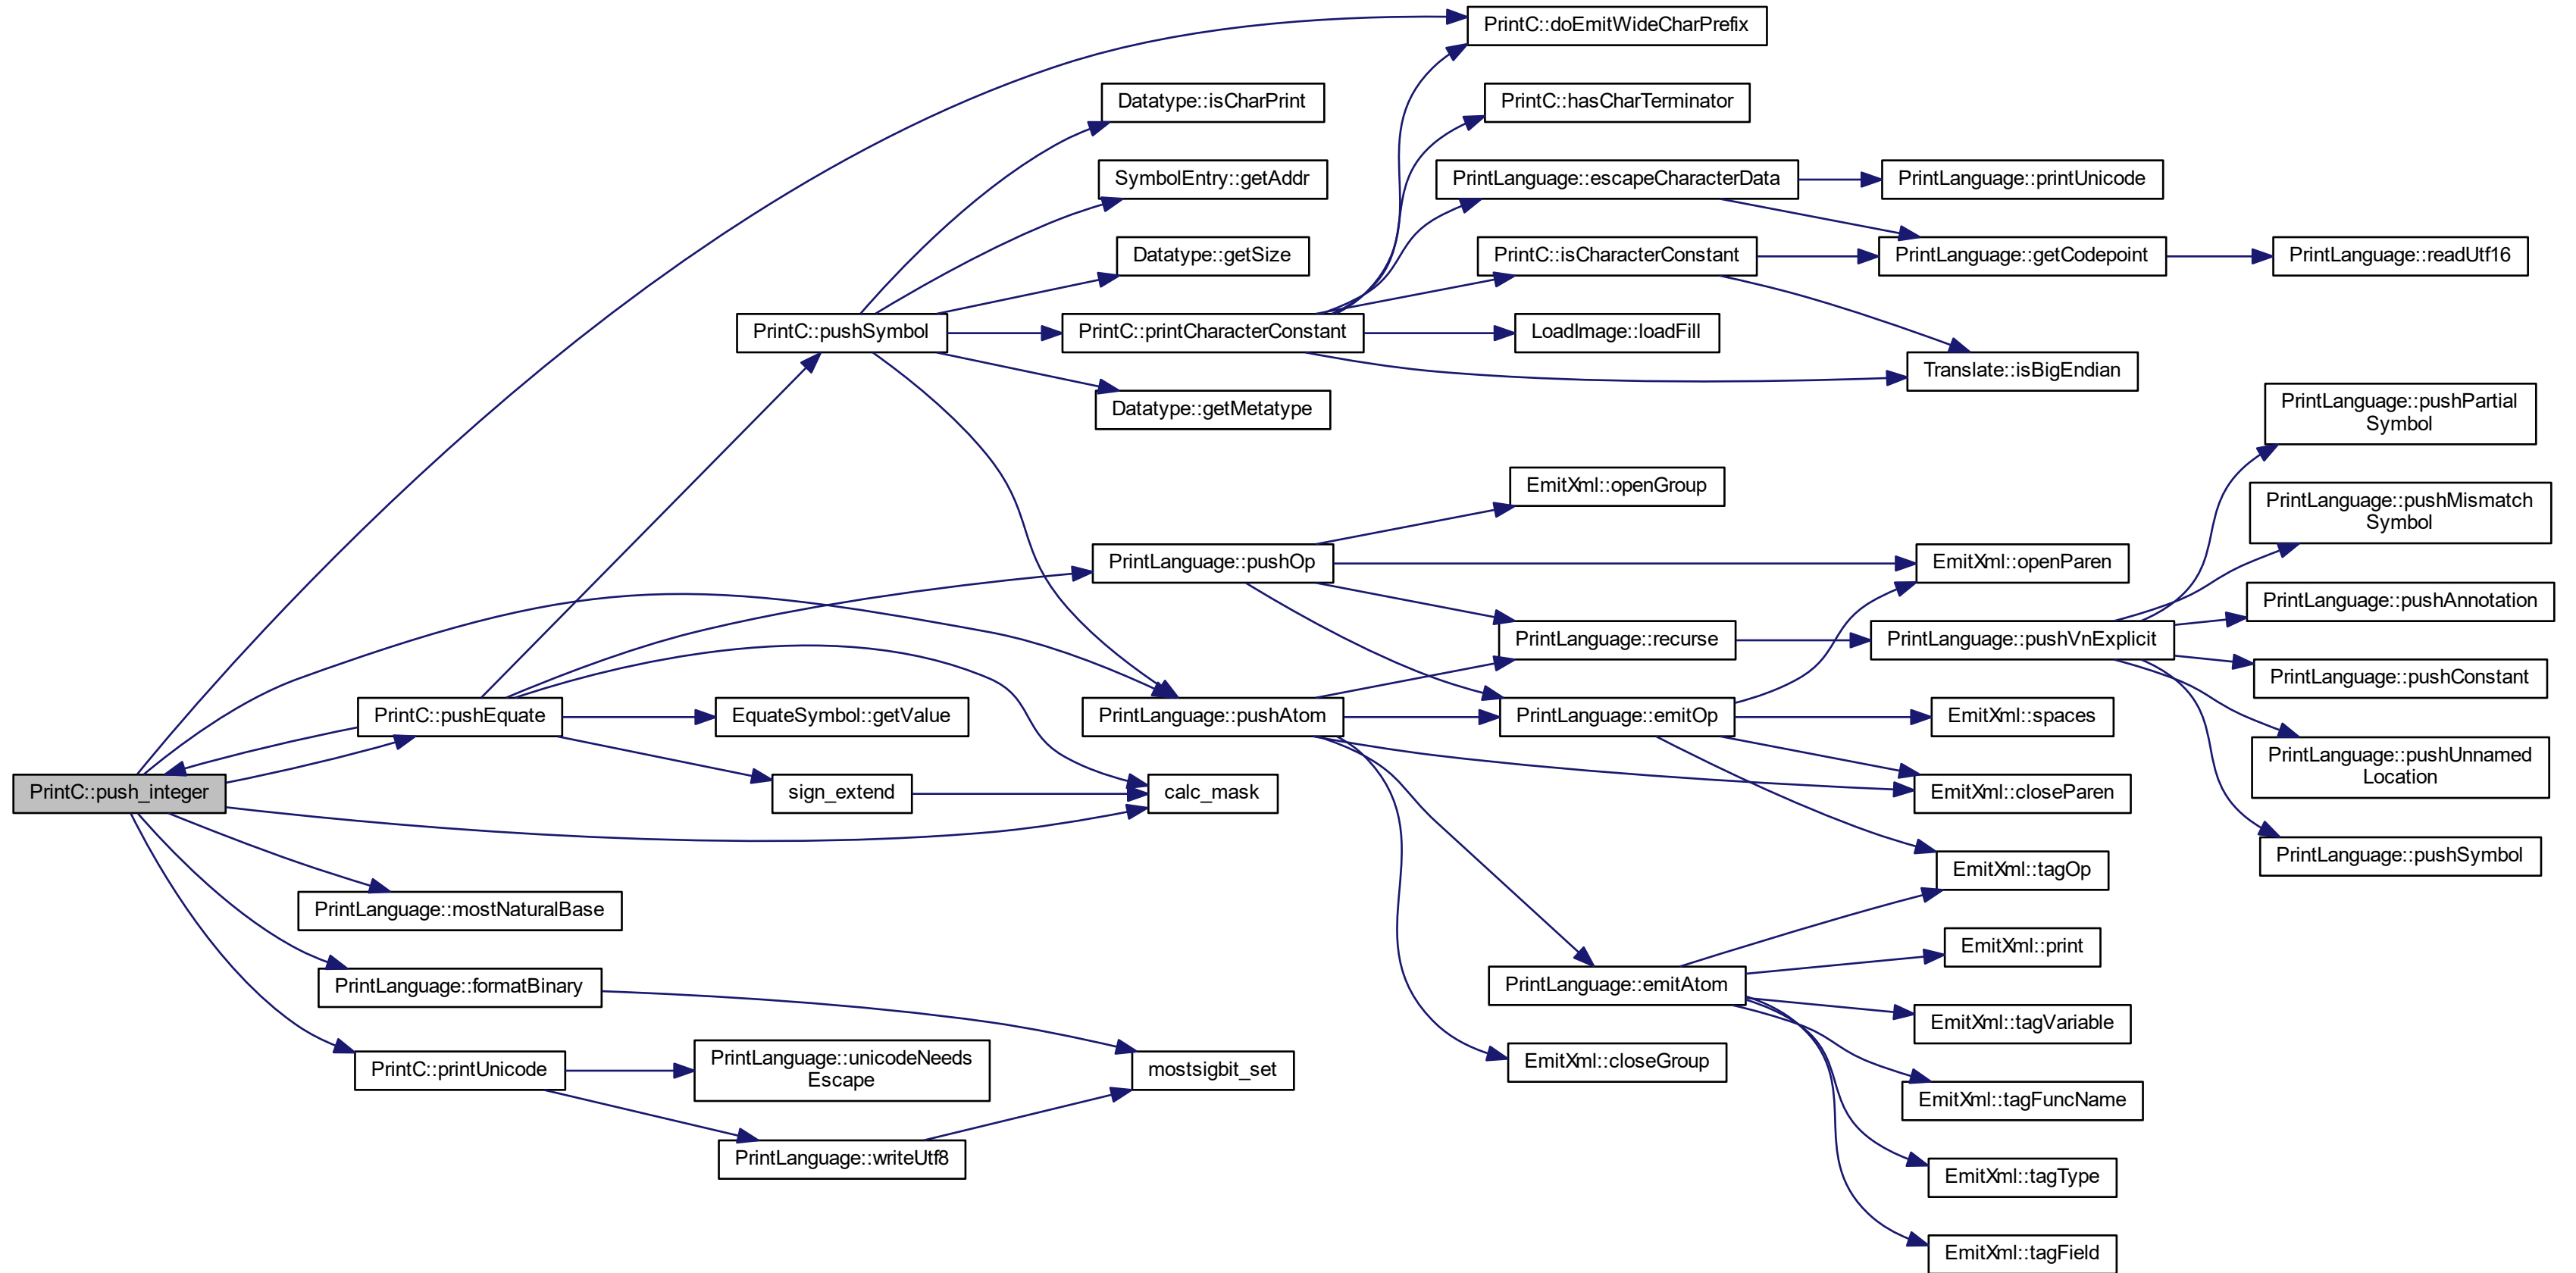 PrintC::doEmitWideCharPrefix
Datatype::isCharPrint
PrintC::hasCharTerminator
SymbolEntry::getAddr
PrintLanguage::escapeCharacterData
PrintLanguage::printUnicode
Datatype::getSize
PrintC::isCharacterConstant
PrintLanguage::getCodepoint
PrintLanguage::readUtf16
PrintC::pushSymbol
PrintC::printCharacterConstant
LoadImage::loadFill
Translate::isBigEndian
Datatype::getMetatype
PrintLanguage::pushPartial
Symbol
EmitXml::openGroup
PrintLanguage::pushMismatch
Symbol
PrintLanguage::pushOp
EmitXml::openParen
PrintLanguage::pushAnnotation
PrintLanguage::recurse
PrintLanguage::pushVnExplicit
PrintLanguage::pushConstant
PrintC::pushEquate
EquateSymbol::getValue
PrintLanguage::pushAtom
PrintLanguage::emitOp
EmitXml::spaces
PrintLanguage::pushUnnamed
Location
PrintC::push_integer
sign_extend
calc_mask
EmitXml::closeParen
PrintLanguage::pushSymbol
EmitXml::tagOp
PrintLanguage::mostNaturalBase
EmitXml::print
PrintLanguage::formatBinary
PrintLanguage::emitAtom
EmitXml::tagVariable
PrintC::printUnicode
PrintLanguage::unicodeNeeds
Escape
mostsigbit_set
EmitXml::closeGroup
EmitXml::tagFuncName
PrintLanguage::writeUtf8
EmitXml::tagType
EmitXml::tagField